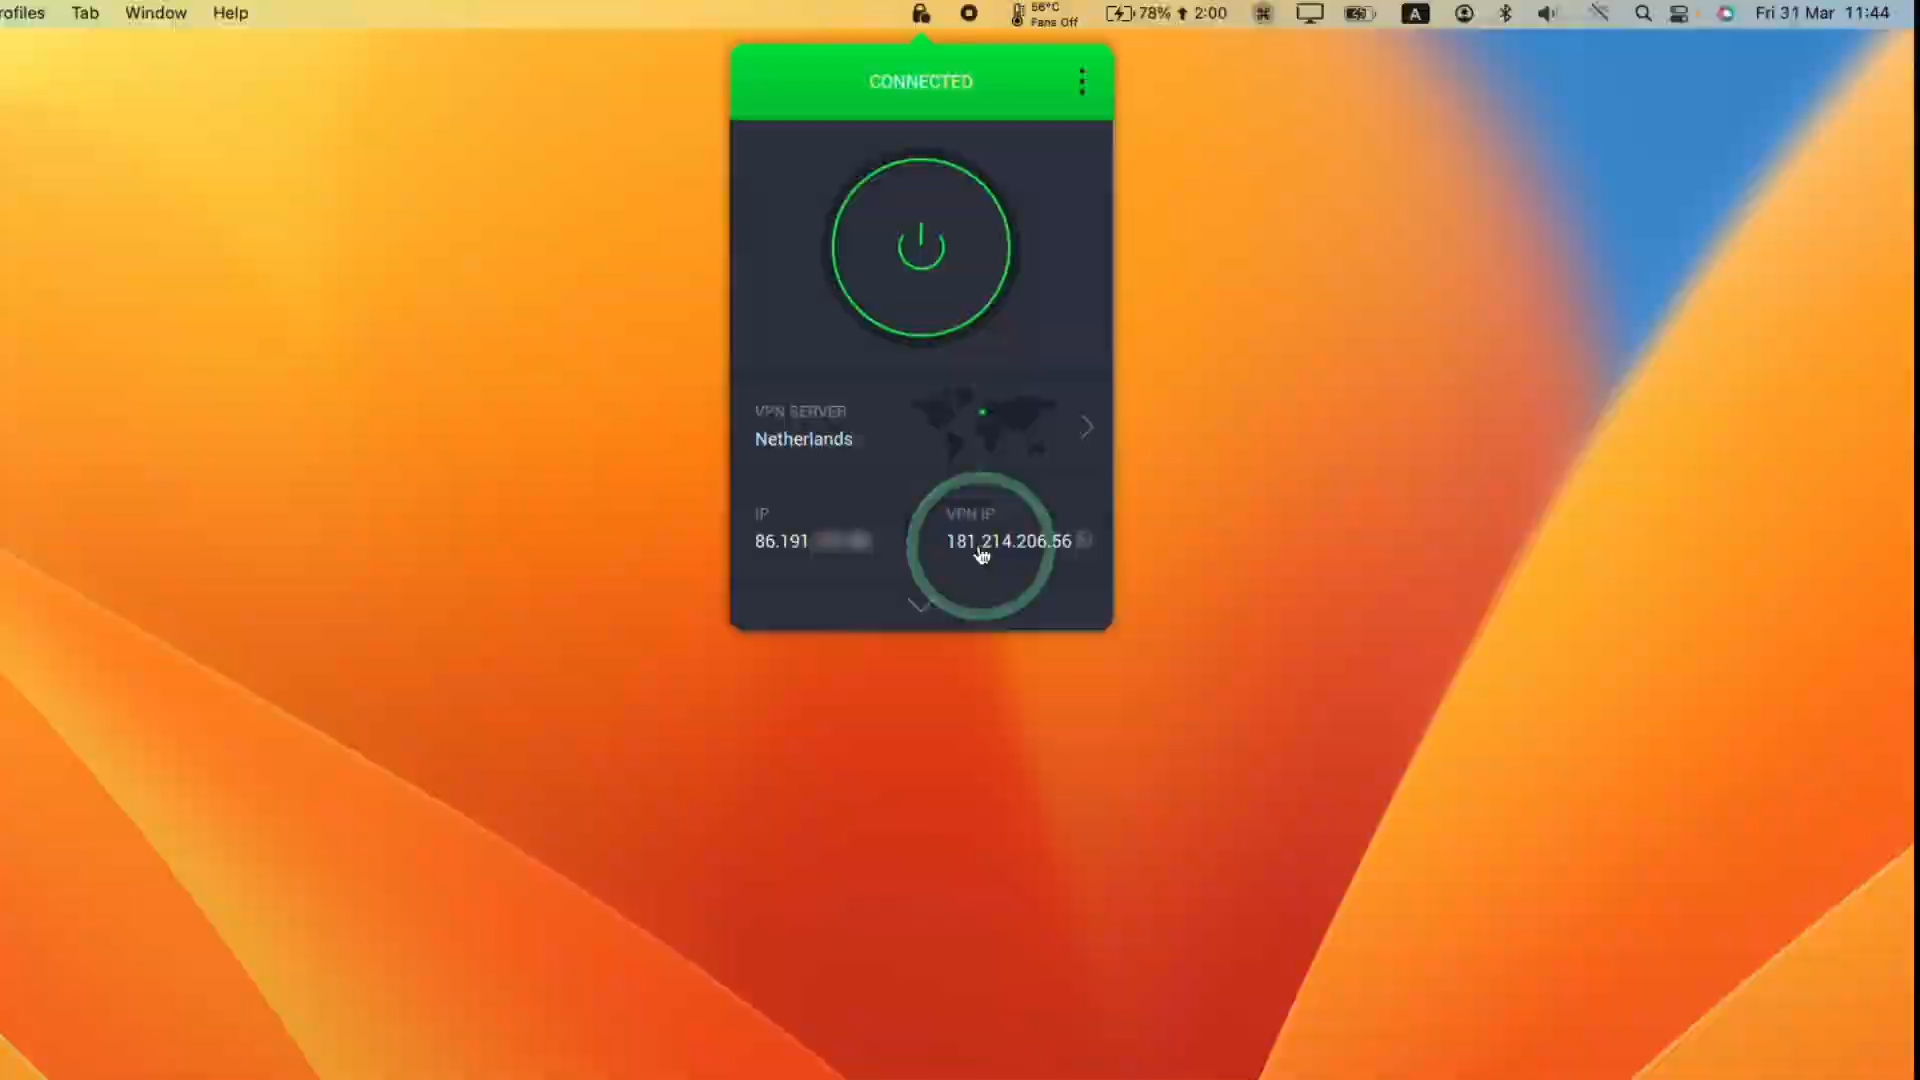 rofiles Tab Window Help 56°C 78% 2:00 A Fri 31 Mar 11:44
Fans Off
CONNECTED
VPN SERVER
Netherlands
IP VPN IP
86.191 181.214.206.56